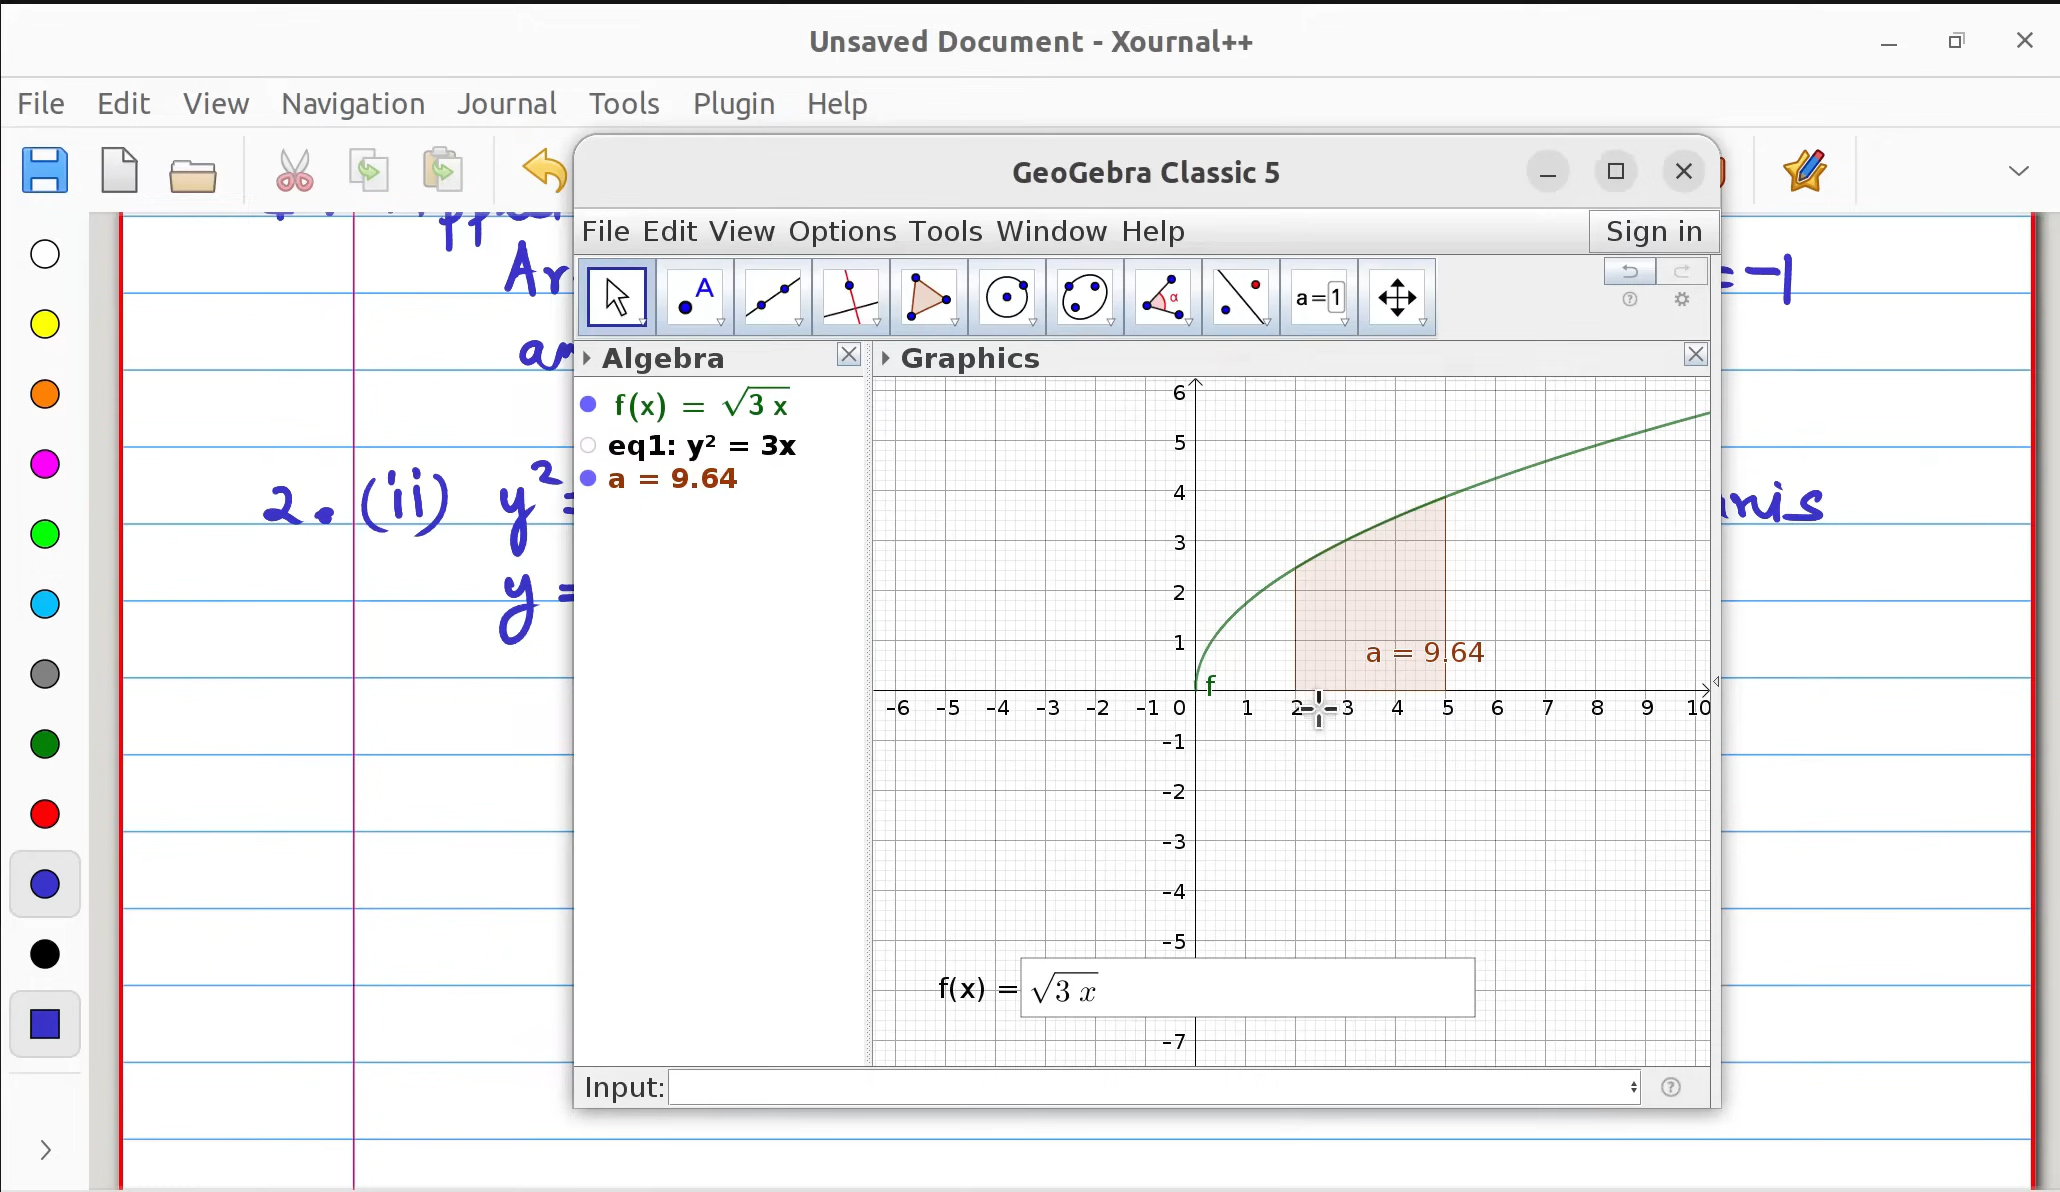 Unsaved Document - Xournal++
File Edit View Navigation Journal Tools Plugin Help
GeoGebra Classic 5
File Edit View Options Tools Window Help
Sign in
A
α
a=1
Algebra
Graphics
f(x) = √3 x
eq1: y² = 3x
a = 9.64
6
5
4
3
2
1
a = 9.64
f
-6 -5 -4 -3 -2 -1 0 1 2 3 4 5 6 7 8 9 10
-1
-2
-3
-4
-5
f(x) = √3 x
-7
Input:
Ar
= -1
2. (ii) y² =
y =